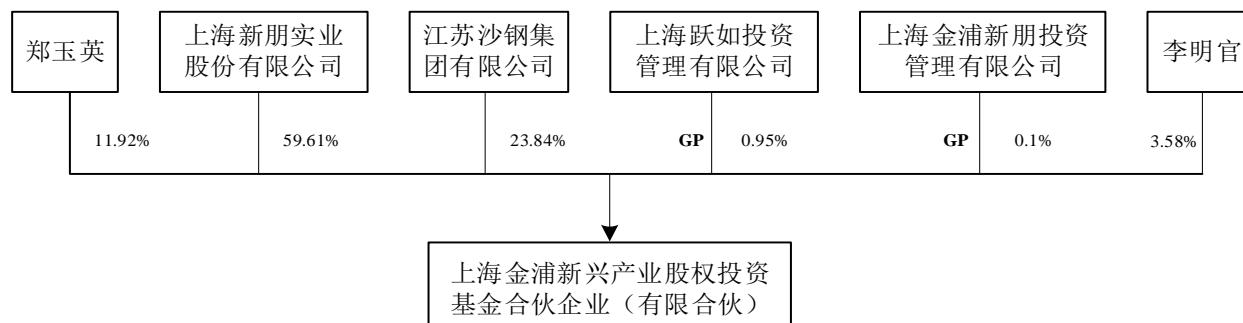 郑玉英
上海新朋实业
股份有限公司
江苏沙钢集
团有限公司
上海跃如投资
管理有限公司
上海金浦新朋投资
管理有限公司
李明官
11.92%
59.61%
23.84%
GP
0.95%
GP
0.1%
3.58%
上海金浦新兴产业股权投资
基金合伙企业（有限合伙）